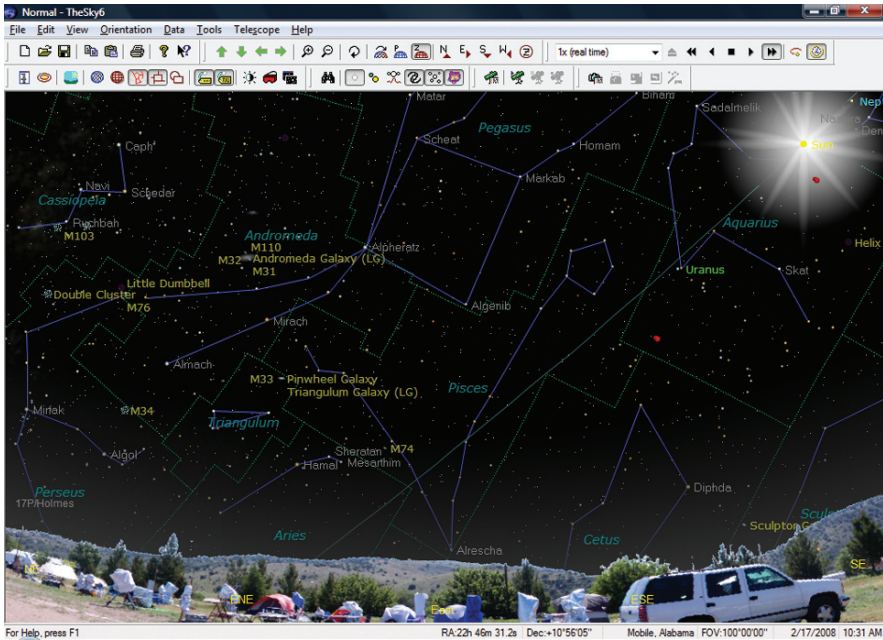 Normal - TheSky6
File Edit View Orientation Data Tools Telescope Help
N E S W Z 1x (real time)
Matar
Biham
Sadalmelik
Nep
Scheat
Pegasus
Homam
Den
Sun
Caph
Markab
Navi
Schedar
Cassiopeia
Aquarius
Ruchbah
M103
Andromeda
M110
Alpheratz
M32 Andromeda Galaxy (LG)
M31
Helix
Uranus
Skat
Little Dumbbell
Double Cluster
M76
Algenib
Mirach
Almach
M33 Pinwheel Galaxy
Triangulum Galaxy (LG)
Pisces
Mirfak
M34
Triangulum
Sheratan
M74
Algol
Hamal
Mesarthim
Perseus
17P/Holmes
Diphda
Sculp
Sculptor G
Aries
Cetus
Alrescha
NE
ENE
East
ESE
SE
For Help, press F1 RA:22h 46m 31.2s Dec:+10°56'05" Mobile, Alabama FOV:100°00'00" 2/17/2008 10:31 AM